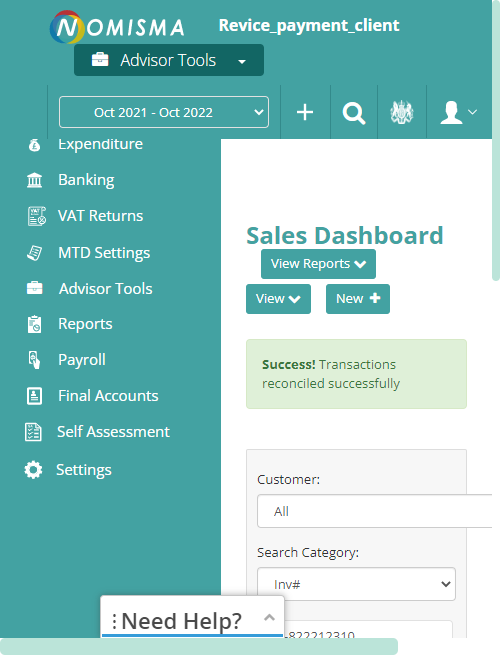 NOMISMA
Revice_payment_client
Advisor Tools
Oct 2021 - Oct 2022
Expenditure
Banking
VAT Returns
MTD Settings
Advisor Tools
Reports
Payroll
Final Accounts
Self Assessment
Settings
Sales Dashboard
View Reports
View
New
Success! Transactions
reconciled successfully
Customer:
All
Search Category:
Inv#
-822212310
Need Help?